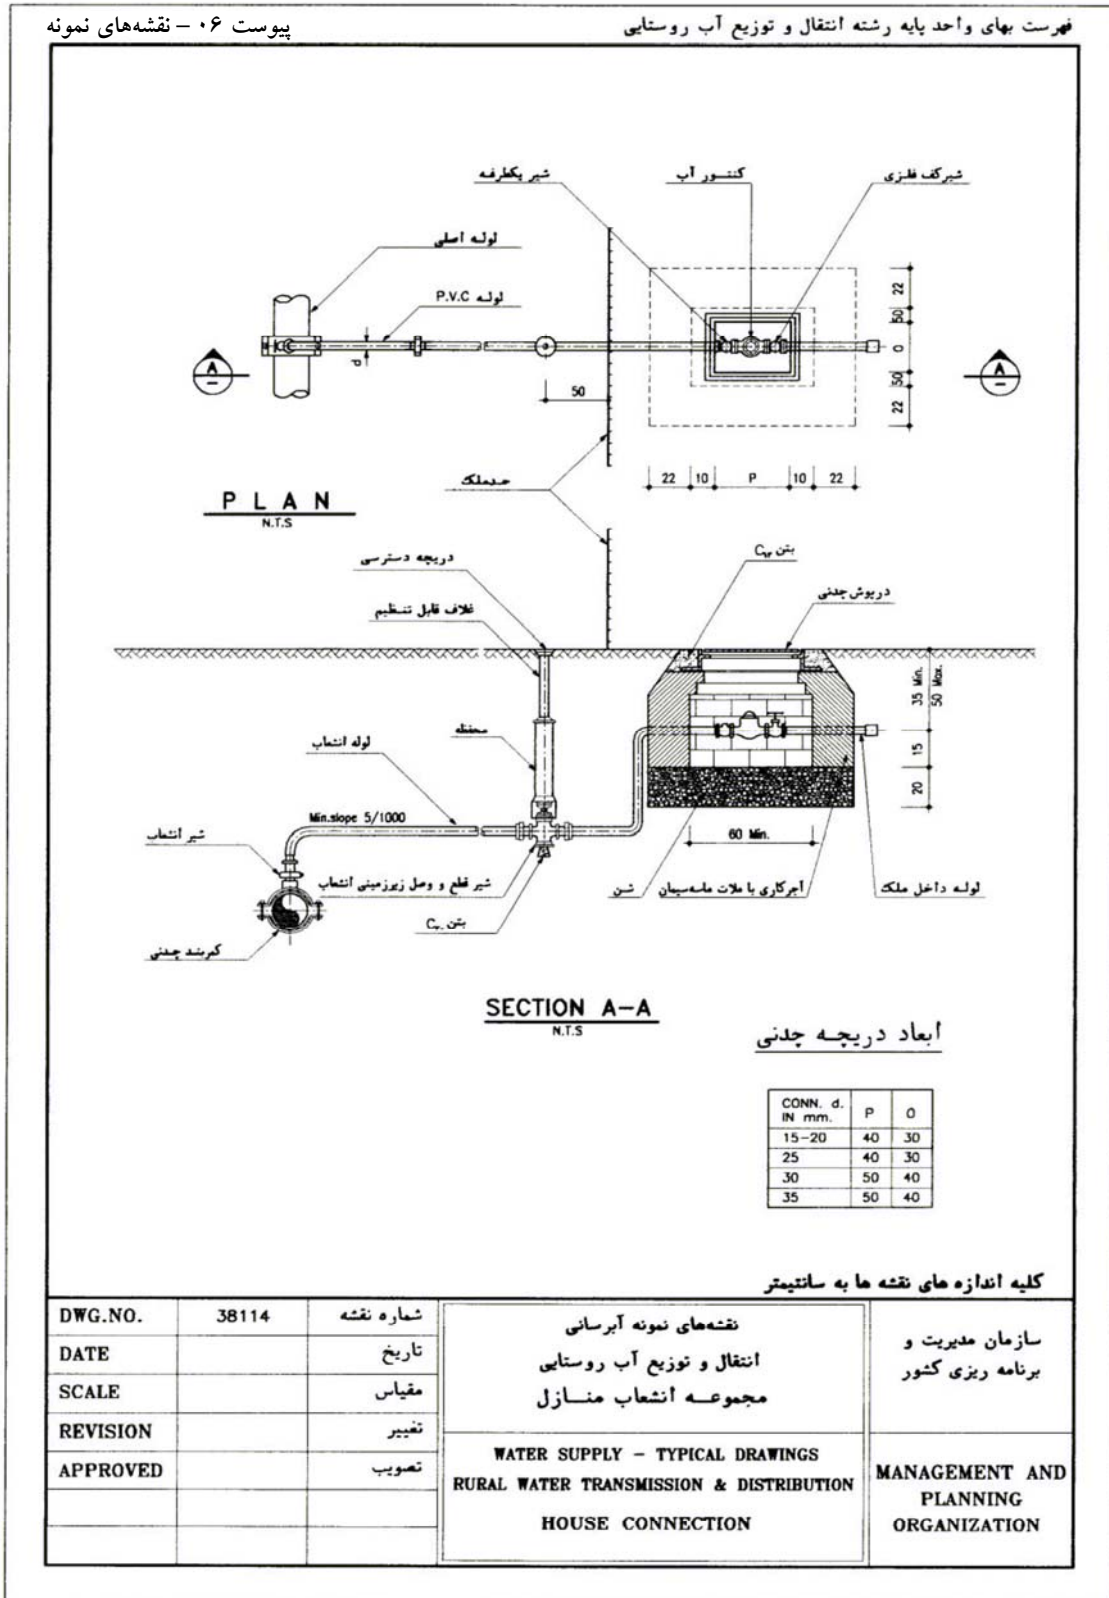 فهرست بهای واحد پایه رشته انتقال و توزیع آب روستایی
پیوست ۰۶ – نقشه‌های نمونه
شیر یکطرفه
کنتور آب
شیرکف فلزی
لوله اصلی
لوله P.V.C
22
50
O
50
22
A
A
d
50
22
10
P
10
22
حدملک
PLAN
N.T.S
دریچه دسترسی
غلاف قابل تنظیم
بتن
درپوش چدنی
35 Min.
50 Max.
محفظه
لوله انشعاب
15
20
Min.slope 5/1000
60 Min.
شیر انشعاب
شیر قطع و وصل زیرزمینی انشعاب
شن
آجرکاری با ملات ماسه‌سیمان
لوله داخل ملک
بتن
کمربند چدنی
SECTION A-A
N.T.S
ابعاد دریچه چدنی
CONN. d. IN mm. P O
15-20 40 30
25 40 30
30 50 40
35 50 40
کلیه اندازه های نقشه ها به سانتیمتر
DWG.NO. 38114 شماره نقشه
DATE تاریخ
SCALE مقیاس
REVISION تغییر
APPROVED تصویب
نقشه‌های نمونه آبرسانی
انتقال و توزیع آب روستایی
مجموعه انشعاب منازل
WATER SUPPLY – TYPICAL DRAWINGS
RURAL WATER TRANSMISSION & DISTRIBUTION
HOUSE CONNECTION
سازمان مدیریت و
برنامه ریزی کشور
MANAGEMENT AND
PLANNING
ORGANIZATION